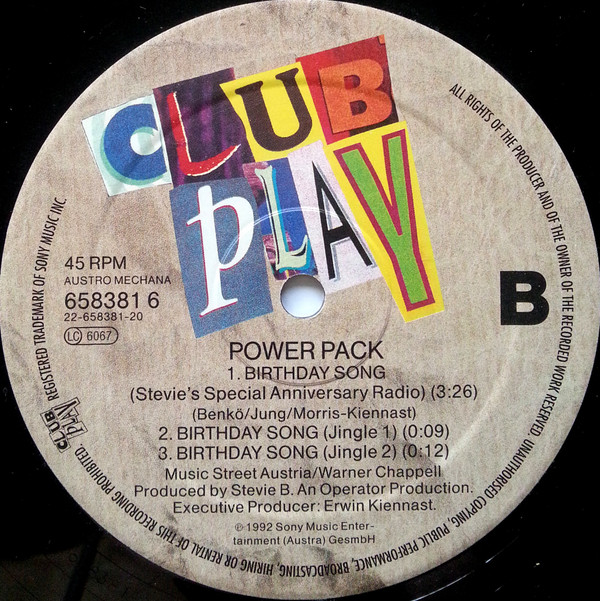 CLUB
PLAY
45 RPM
AUSTRO MECHANA
658381 6
22-658381-20
LC 6067
B
POWER PACK
1. BIRTHDAY SONG
(Stevie's Special Anniversary Radio) (3:26)
(Benkö/Jung/Morris-Kiennast)
2. BIRTHDAY SONG (Jingle 1) (0:09)
3. BIRTHDAY SONG (Jingle 2) (0:12)
Music Street Austria/Warner Chappell
Produced by Stevie B. An Operator Production.
Executive Producer: Erwin Kiennast.
℗ 1992 Sony Music Enter-
tainment (Austra) GesmbH
ALL RIGHTS OF THE PRODUCER AND OF THE OWNER OF THE RECORDED WORK RESERVED UNAUTHORISED COPYING, PUBLIC PERFORMANCE, BROADCASTING, HIRING OR RENTAL OF THIS RECORDING PROHIBITED.
CLUB PLAY REGISTERED TRADEMARK OF SONY MUSIC INC.